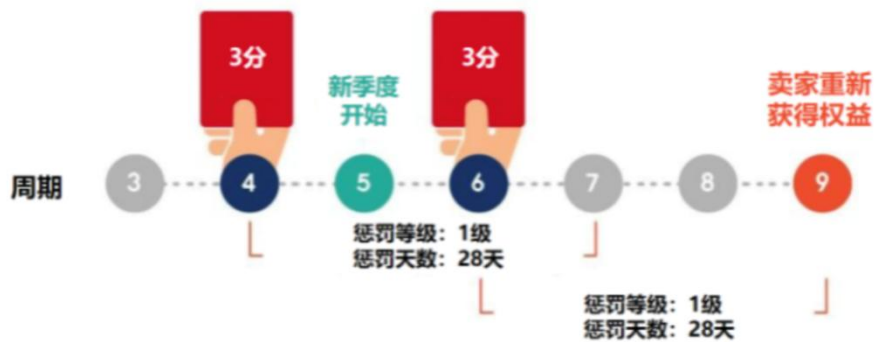 3分
3分
新季度
开始
卖家重新
获得权益
周期 3 4 5 6 7 8 9
惩罚等级：1级
惩罚天数：28天
惩罚等级：1级
惩罚天数：28天